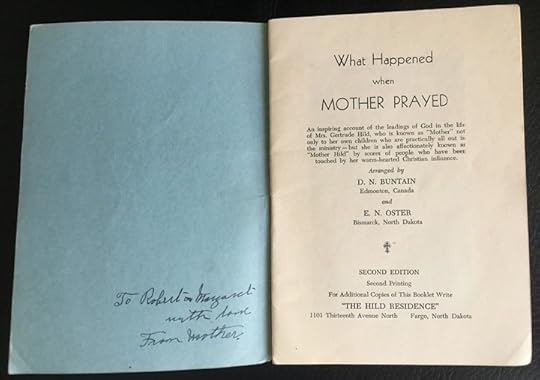 To Robert & Margaret
with love
From Mother.
What Happened
when
MOTHER PRAYED
An inspiring account of the leadings of God in the life
of Mrs. Gertrude Hild, who is known as "Mother" not
only to her own children who are practically all out in
the ministry—but she is also affectionately known as
"Mother Hild" by scores of people who have been
touched by her warm-hearted Christian influence.
Arranged by
D. N. BUNTAIN
Edmonton, Canada
and
E. N. OSTER
Bismarck, North Dakota
SECOND EDITION
Second Printing
For Additional Copies of This Booklet Write
"THE HILD RESIDENCE"
1101 Thirteenth Avenue North Fargo, North Dakota